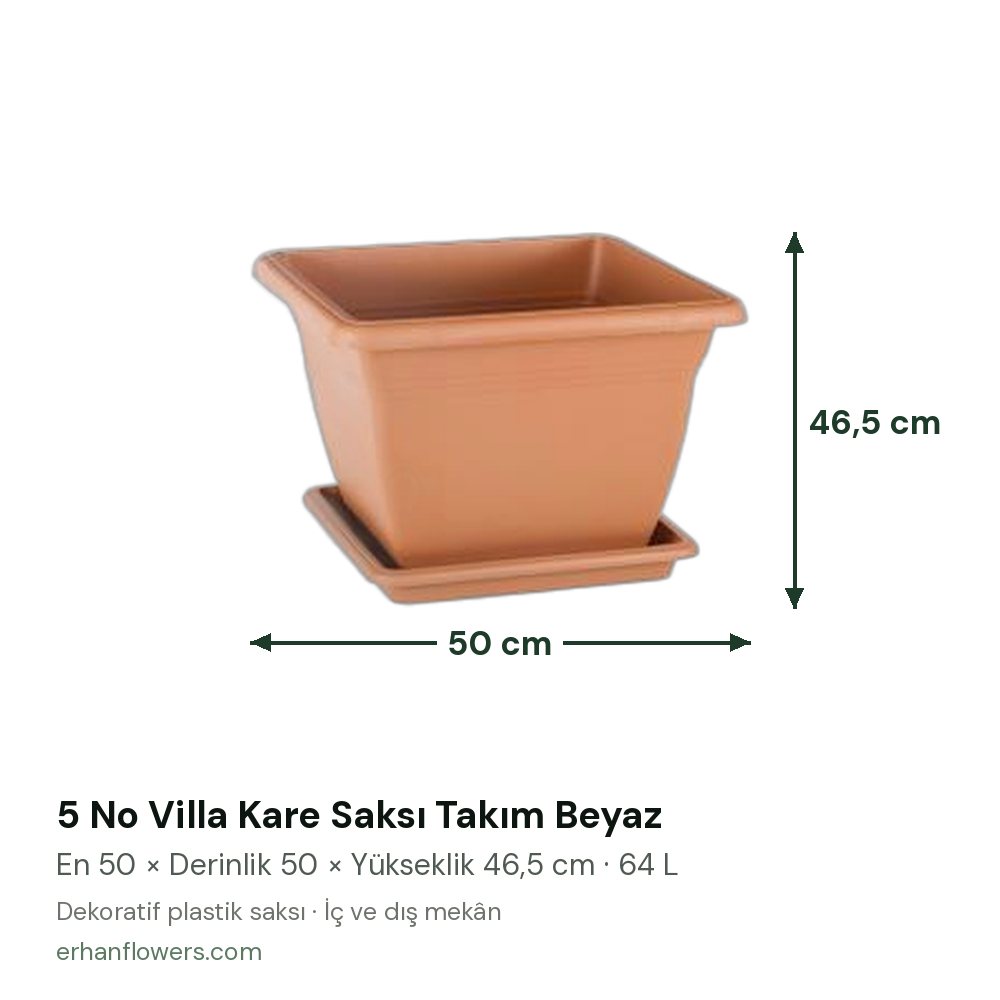 46,5 cm
50 cm
5 No Villa Kare Saksı Takım Beyaz
En 50 × Derinlik 50 × Yükseklik 46,5 cm · 64 L
Dekoratif plastik saksı · İç ve dış mekân
erhanflowers.com